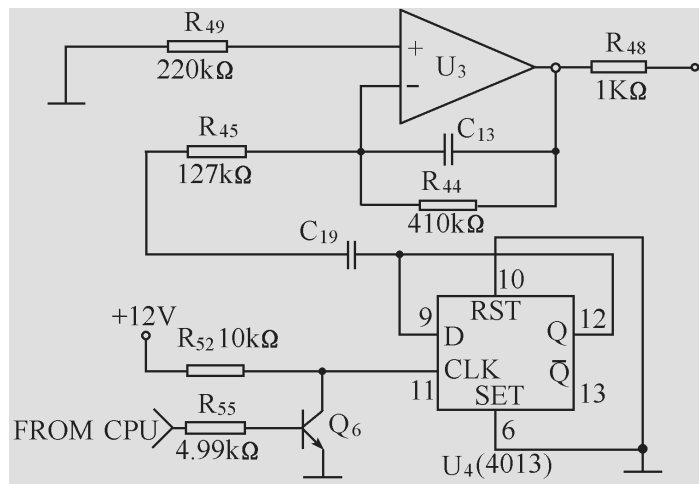 R49
220kΩ
+
U3
−
R48
1KΩ
R45
127kΩ
C13
R44
410kΩ
C19
10
RST
9
D
Q
12
+12V
R52 10kΩ
CLK
11
Q̅
13
SET
6
R55
FROM CPU
4.99kΩ
Q6
U4(4013)